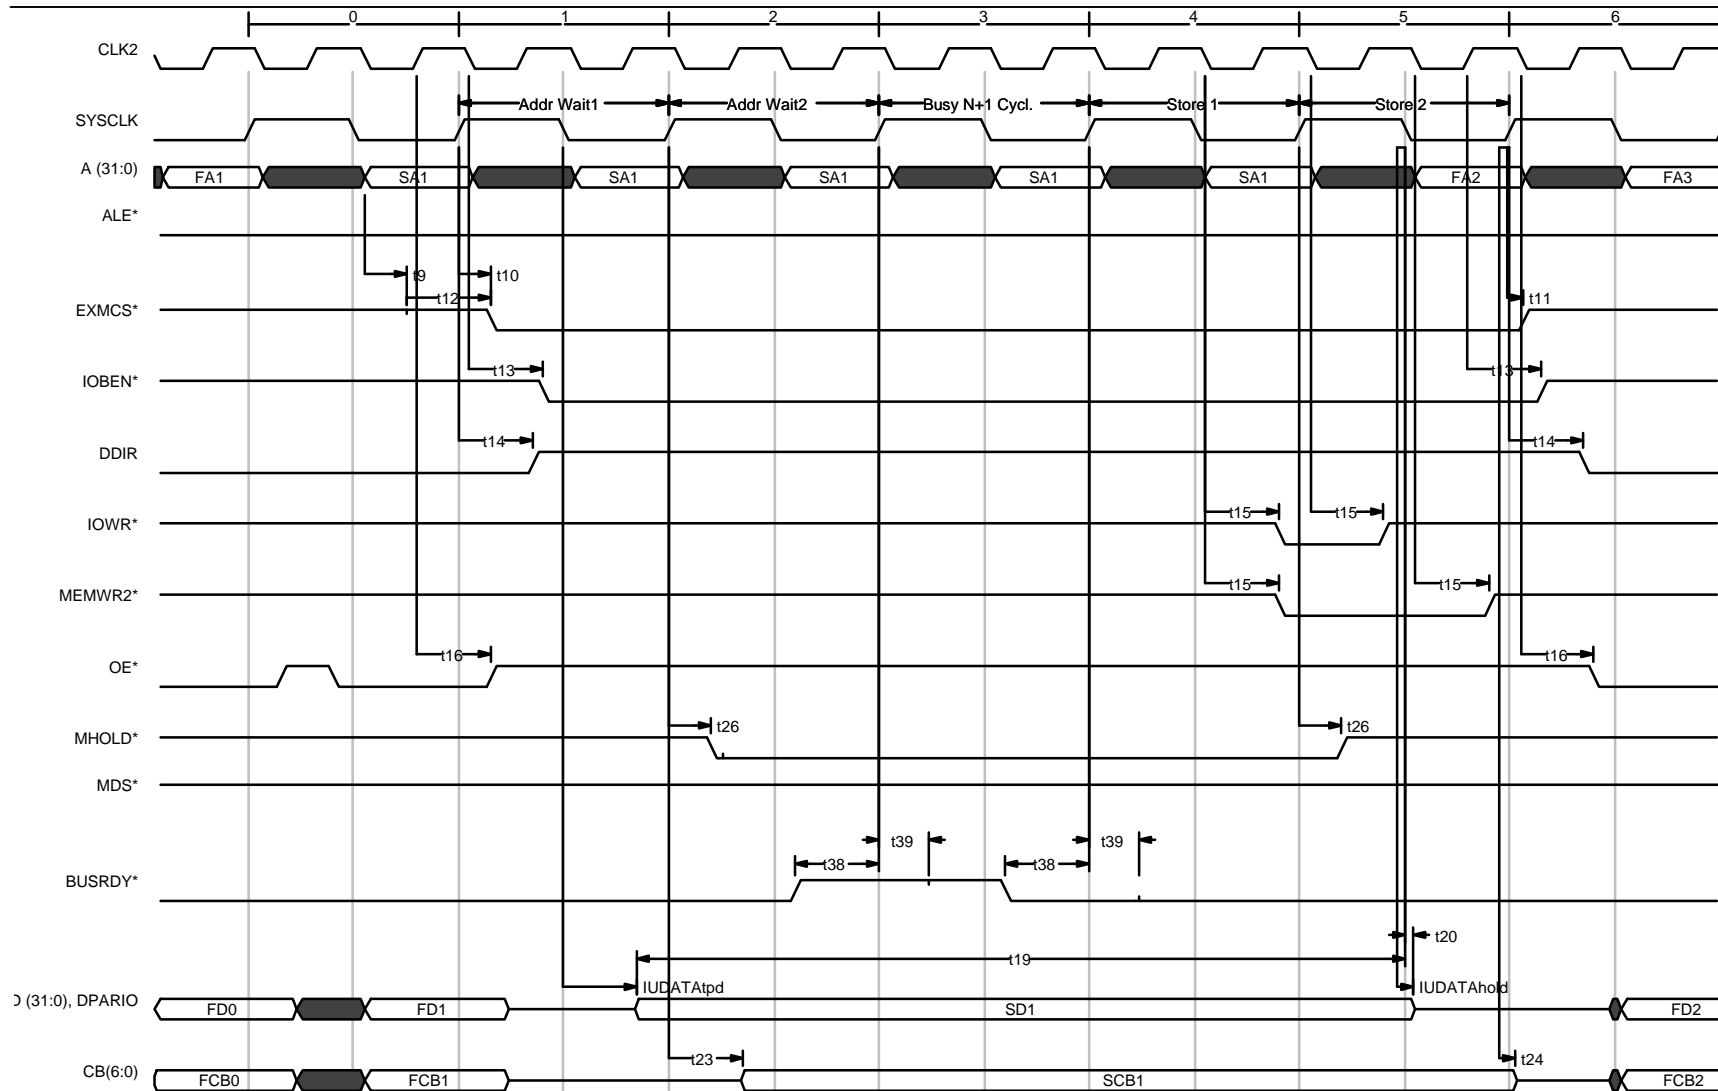 0 1 2 3 4 5 6
CLK2
Addr Wait1 Addr Wait2 Busy N+1 Cycl. Store 1 Store 2
SYSCLK
A (31:0) FA1 SA1 SA1 SA1 SA1 SA1 FA2 FA3
ALE*
t9 t10
t12 t11
EXMCS*
t13 t13
IOBEN*
t14 t14
DDIR
t15 t15
IOWR*
t15 t15
MEMWR2*
t16 t16
OE*
t26 t26
MHOLD*
MDS*
t39 t39
t38 t38
BUSRDY*
t20
t19
IUDATAtpd IUDATAhold
(31:0), DPARIO FD0 FD1 SD1 FD2
t23 t24
CB(6:0) FCB0 FCB1 SCB1 FCB2